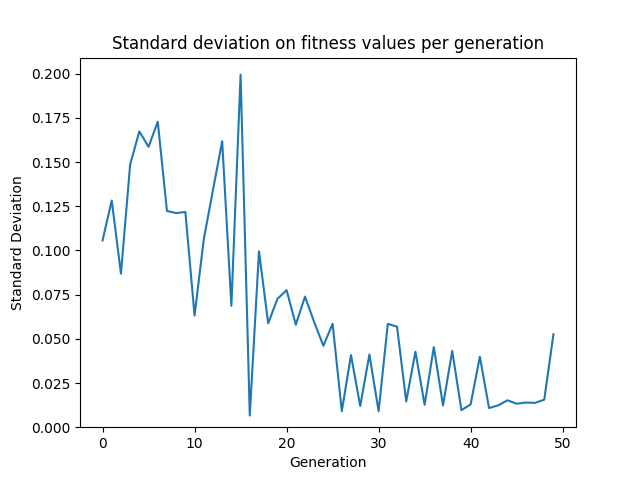 Standard deviation on fitness values per generation
0.200
0.175
0.150
0.125
0.100
0.075
0.050
0.025
0.000
Standard Deviation
0 10 20 30 40 50
Generation